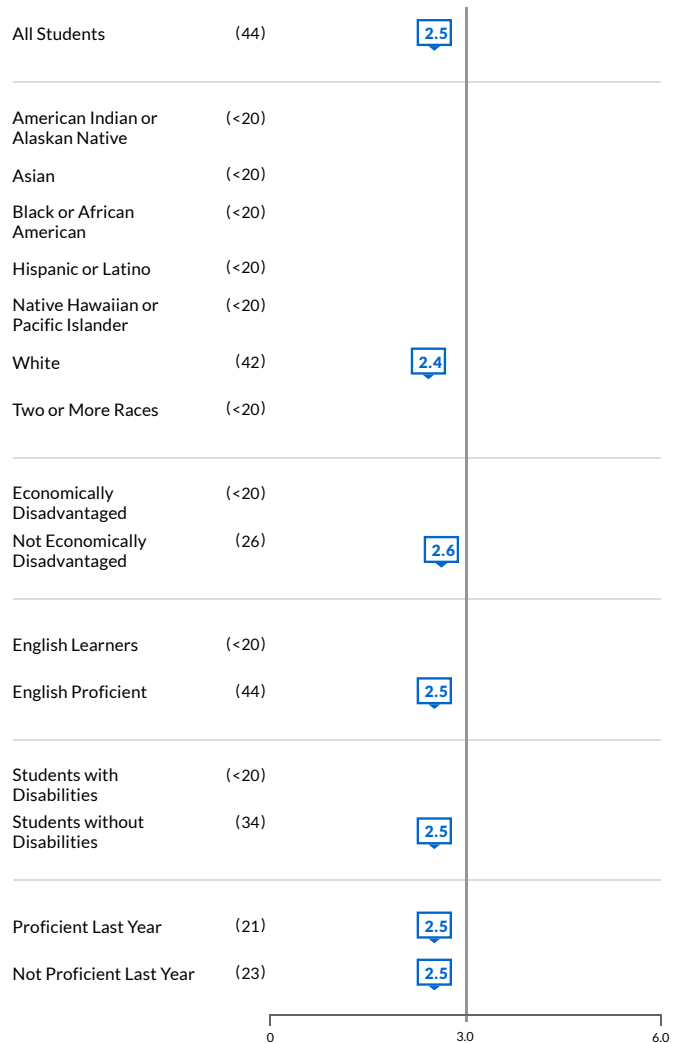 All Students (44) 2.5
American Indian or (<20)
Alaskan Native
Asian (<20)
Black or African (<20)
American
Hispanic or Latino (<20)
Native Hawaiian or (<20)
Pacific Islander
White (42) 2.4
Two or More Races (<20)
Economically (<20)
Disadvantaged
Not Economically (26) 2.6
Disadvantaged
English Learners (<20)
English Proficient (44) 2.5
Students with (<20)
Disabilities
Students without (34) 2.5
Disabilities
Proficient Last Year (21) 2.5
Not Proficient Last Year (23) 2.5
0 3.0 6.0